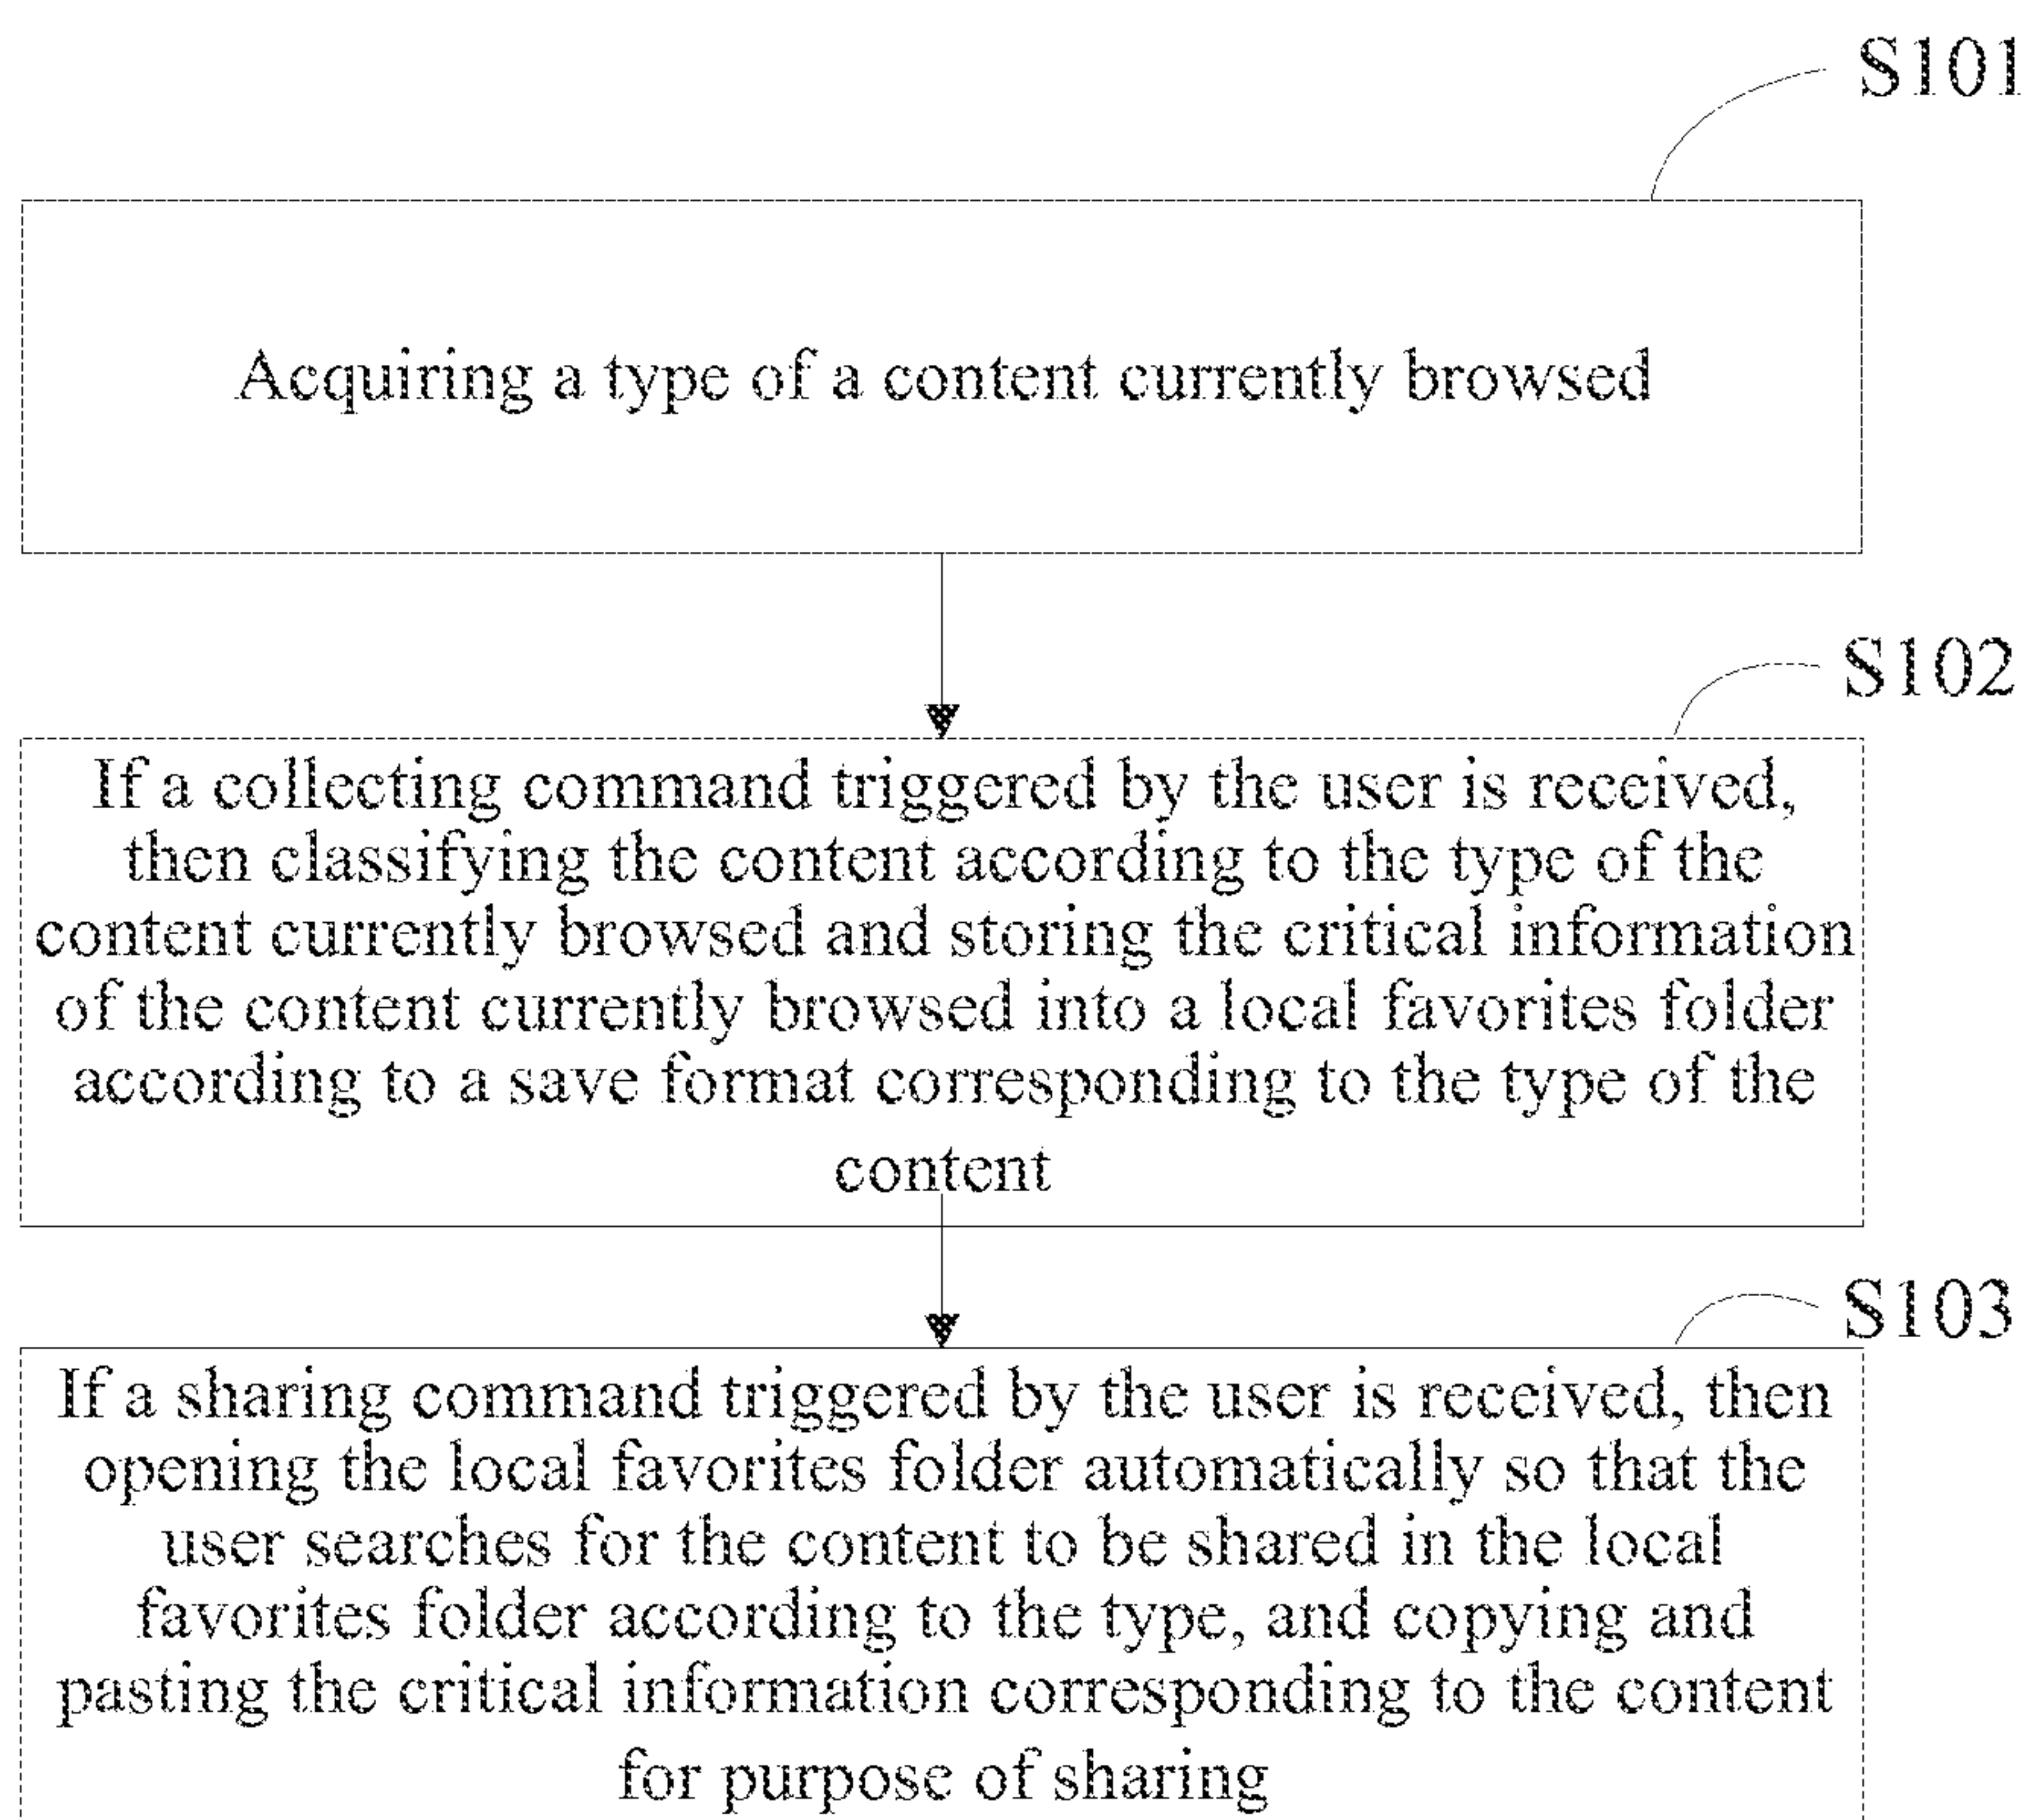 S101
Acquiring a type of a content currently browsed
S102
If a collecting command triggered by the user is received,
then classifying the content according to the type of the
content currently browsed and storing the critical information
of the content currently browsed into a local favorites folder
according to a save format corresponding to the type of the
content
S103
If a sharing command triggered by the user is received, then
opening the local favorites folder automatically so that the
user searches for the content to be shared in the local
favorites folder according to the type, and copying and
pasting the critical information corresponding to the content
for purpose of sharing